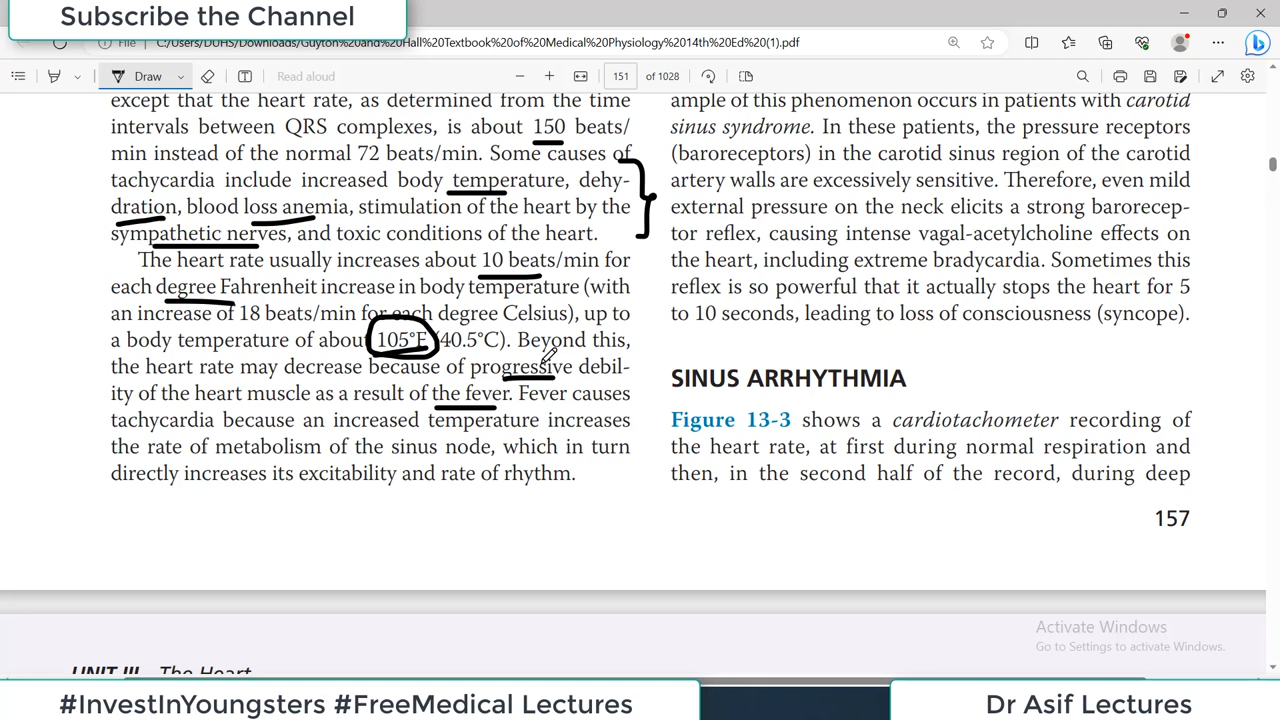 Subscribe the Channel
File
C:/Users/DUHS/Downloads/Guyton%20and%20Hall%20Textbook%20of%20Medical%20Physiology%2014th%20Ed%20(1).pdf
Draw
Read aloud
151 of 1028
except that the heart rate, as determined from the time
intervals between QRS complexes, is about 150 beats/
min instead of the normal 72 beats/min. Some causes of
tachycardia include increased body temperature, dehy-
dration, blood loss anemia, stimulation of the heart by the
sympathetic nerves, and toxic conditions of the heart.
The heart rate usually increases about 10 beats/min for
each degree Fahrenheit increase in body temperature (with
an increase of 18 beats/min for each degree Celsius), up to
a body temperature of about 105°F (40.5°C). Beyond this,
the heart rate may decrease because of progressive debil-
ity of the heart muscle as a result of the fever. Fever causes
tachycardia because an increased temperature increases
the rate of metabolism of the sinus node, which in turn
directly increases its excitability and rate of rhythm.
ample of this phenomenon occurs in patients with carotid
sinus syndrome. In these patients, the pressure receptors
(baroreceptors) in the carotid sinus region of the carotid
artery walls are excessively sensitive. Therefore, even mild
external pressure on the neck elicits a strong barorecep-
tor reflex, causing intense vagal-acetylcholine effects on
the heart, including extreme bradycardia. Sometimes this
reflex is so powerful that it actually stops the heart for 5
to 10 seconds, leading to loss of consciousness (syncope).
SINUS ARRHYTHMIA
Figure 13-3 shows a cardiotachometer recording of
the heart rate, at first during normal respiration and
then, in the second half of the record, during deep
157
Activate Windows
Go to Settings to activate Windows.
UNIT III The Heart
#InvestInYoungsters #FreeMedical Lectures
Dr Asif Lectures